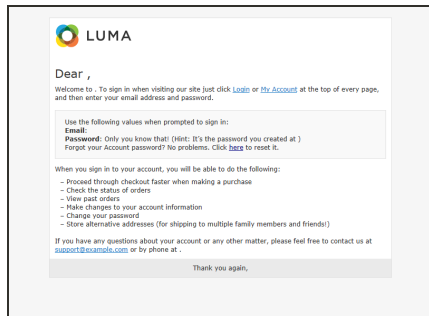 LUMA
Dear ,
Welcome to . To sign in when visiting our site just click Login or My Account at the top of every page,
and then enter your email address and password.
Use the following values when prompted to sign in:
Email:
Password: Only you know that! (Hint: It's the password you created at )
Forgot your Account password? No problems. Click here to reset it.
When you sign in to your account, you will be able to do the following:
– Proceed through checkout faster when making a purchase
– Check the status of orders
– View past orders
– Make changes to your account information
– Change your password
– Store alternative addresses (for shipping to multiple family members and friends!)
If you have any questions about your account or any other matter, please feel free to contact us at
support@example.com or by phone at .
Thank you again,